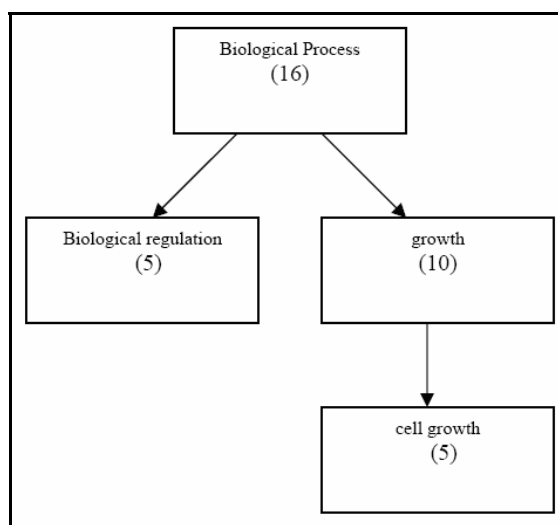 Biological Process
(16)
Biological regulation
(5)
growth
(10)
cell growth
(5)